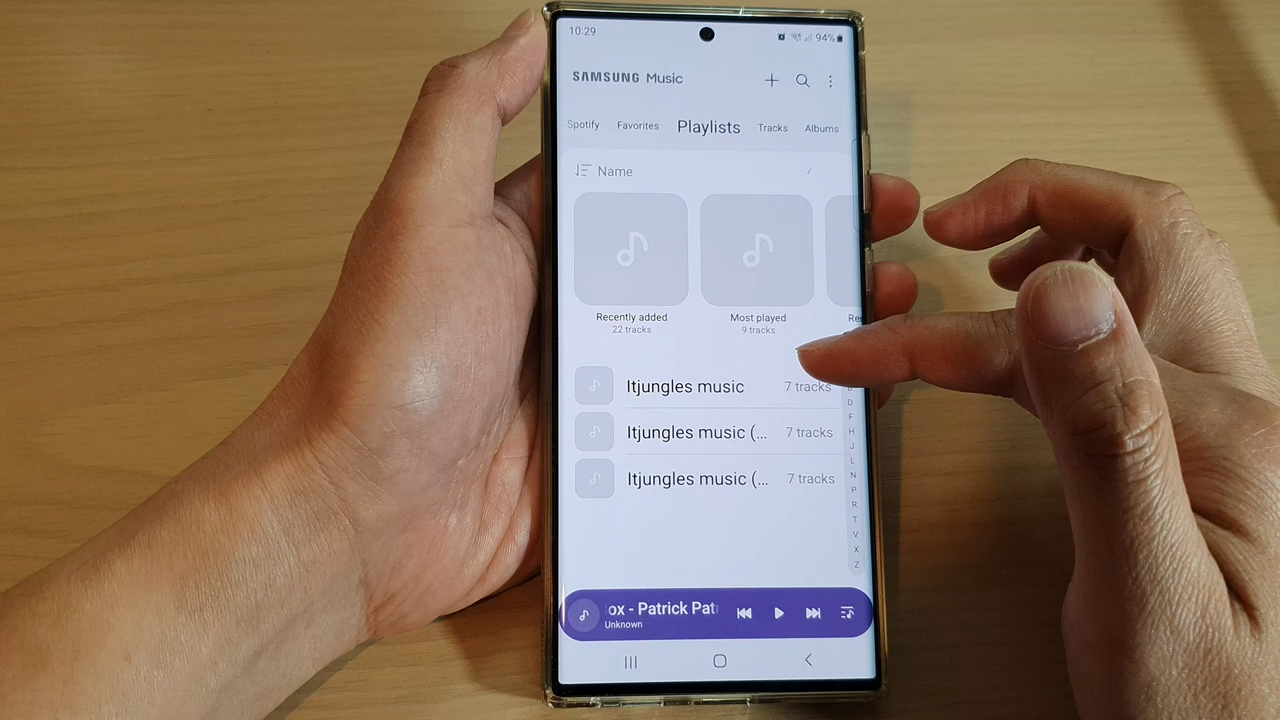 10:29 94%
SAMSUNG Music
Spotify Favorites Playlists Tracks Albums
Name
Recently added Most played Re
22 tracks 9 tracks
Itjungles music 7 tracks
Itjungles music (... 7 tracks
Itjungles music (... 7 tracks
B
D
F
H
J
L
N
P
R
T
V
X
Z
ox - Patrick Pat
Unknown